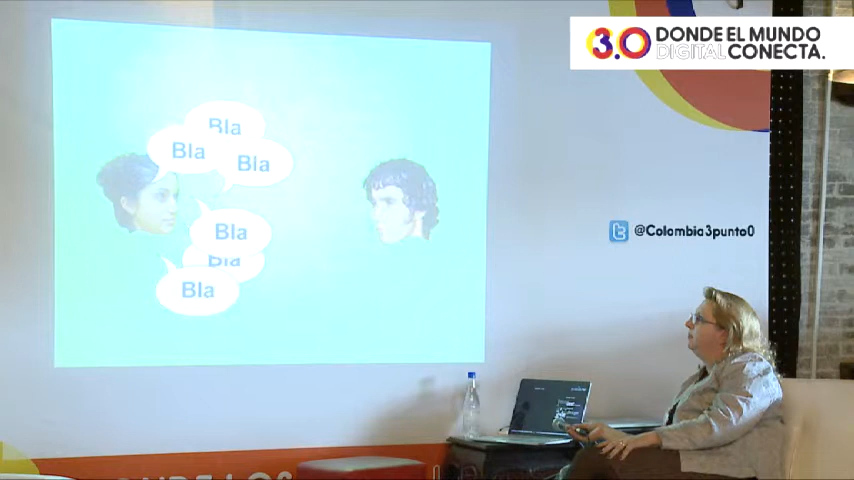 3.0 DONDE EL MUNDO
DIGITAL CONECTA.
Bla
Bla
Bla
Bla
Bla
Bla
@Colombia3punto0